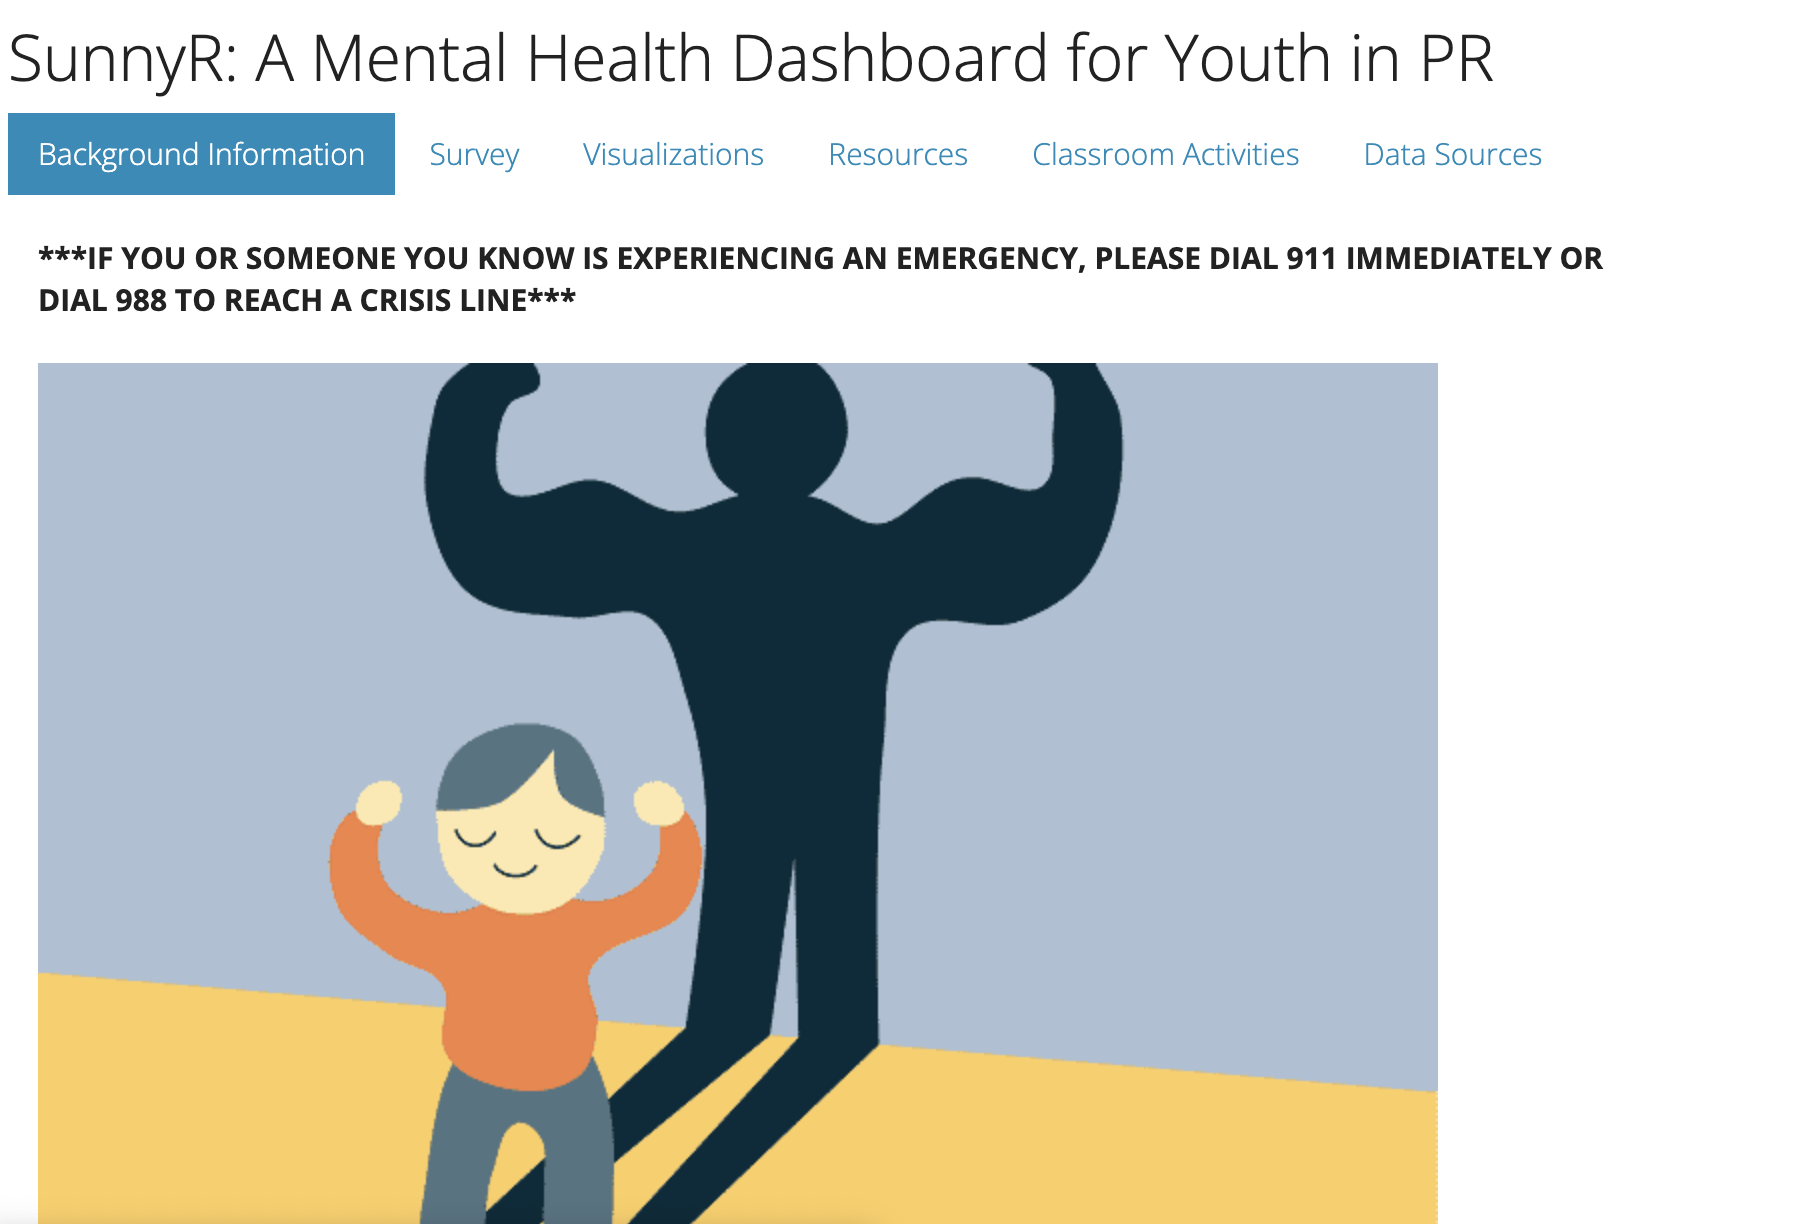 SunnyR: A Mental Health Dashboard for Youth in PR
Background Information Survey Visualizations Resources Classroom Activities Data Sources
***IF YOU OR SOMEONE YOU KNOW IS EXPERIENCING AN EMERGENCY, PLEASE DIAL 911 IMMEDIATELY OR
DIAL 988 TO REACH A CRISIS LINE***